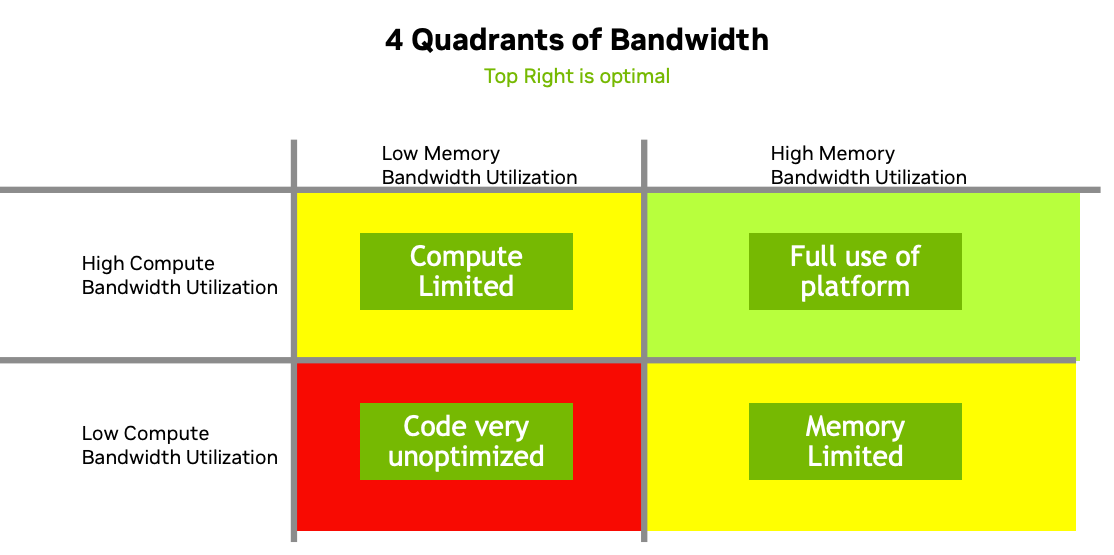 4 Quadrants of Bandwidth
Top Right is optimal
Low Memory
Bandwidth Utilization
High Memory
Bandwidth Utilization
High Compute
Bandwidth Utilization
Compute
Limited
Full use of
platform
Low Compute
Bandwidth Utilization
Code very
unoptimized
Memory
Limited